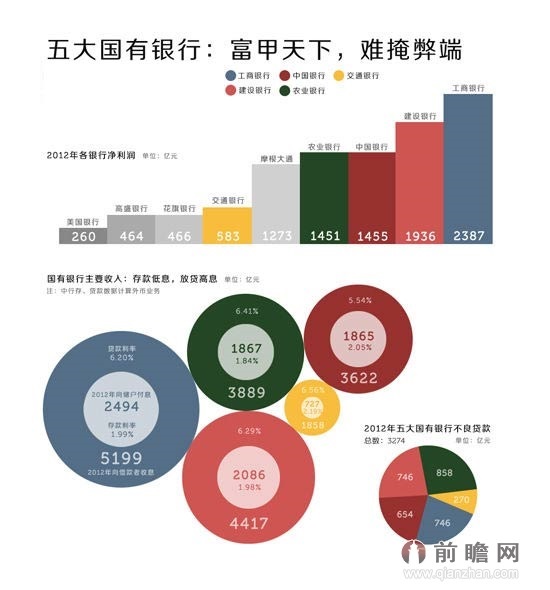 五大国有银行：富甲天下，难掩弊端
工商银行 中国银行 交通银行
建设银行 农业银行
2012年各银行净利润 单位：亿元
美国银行
260
高盛银行
464
花旗银行
466
交通银行
583
摩根大通
1273
农业银行
1451
中国银行
1455
建设银行
1936
工商银行
2387
国有银行主要收入：存款低息，放贷高息 单位：亿元
注：中行存、贷款数据计算外币业务
贷款利率
6.20%
2012年向储户付息
2494
存款利率
1.99%
5199
2012年向借款者收息
6.41%
1867
1.84%
3889
5.54%
1865
2.05%
3622
6.56%
727
2.39%
1858
6.29%
2086
1.98%
4417
2012年五大国有银行不良贷款
总数：3274 单位：亿元
746
858
270
654
746
前瞻网
www.qianzhan.com